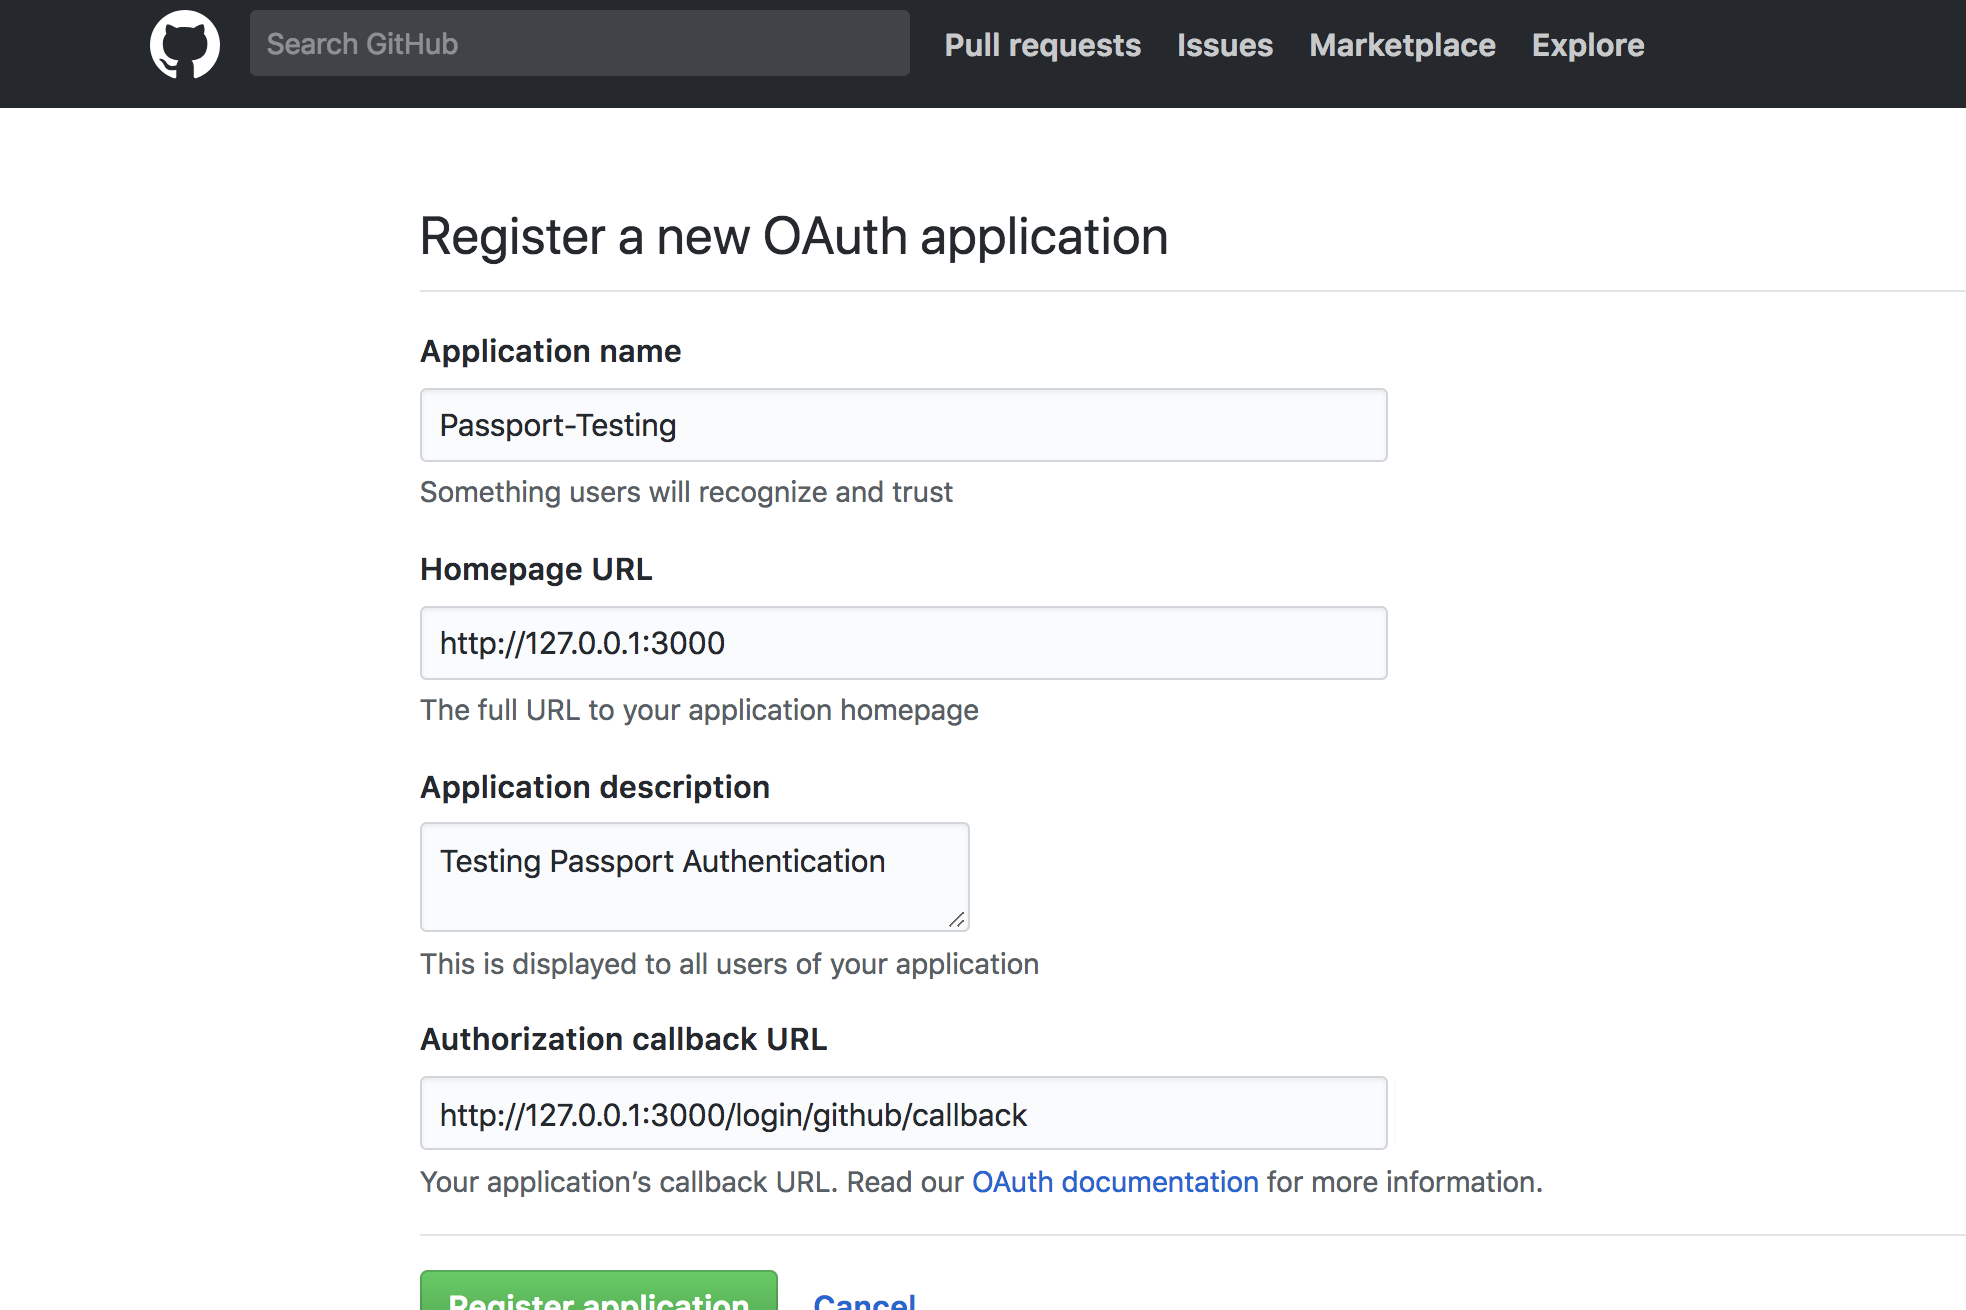 Search GitHub
Pull requests
Issues
Marketplace
Explore
Register a new OAuth application
Application name
Passport-Testing
Something users will recognize and trust
Homepage URL
http://127.0.0.1:3000
The full URL to your application homepage
Application description
Testing Passport Authentication
This is displayed to all users of your application
Authorization callback URL
http://127.0.0.1:3000/login/github/callback
Your application’s callback URL. Read our OAuth documentation for more information.
Register application
Cancel